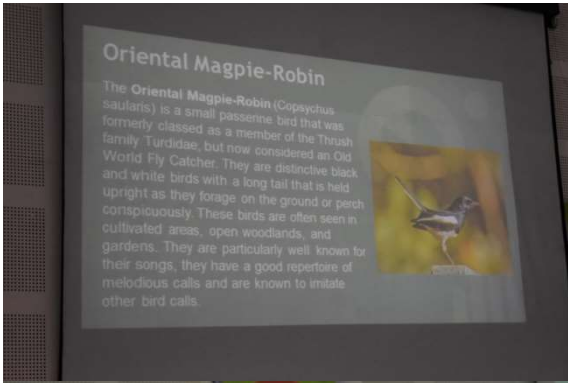 Oriental Magpie-Robin
The Oriental Magpie-Robin (Copsychus
saularis) is a small passerine bird that was
formerly classed as a member of the Thrush
family Turdidae, but now considered an Old
World Fly Catcher. They are distinctive black
and white birds with a long tail that is held
upright as they forage on the ground or perch
conspicuously. These birds are often seen in
cultivated areas, open woodlands, and
gardens. They are particularly well known for
their songs, they have a good repertoire of
melodious calls and are known to imitate
other bird calls.